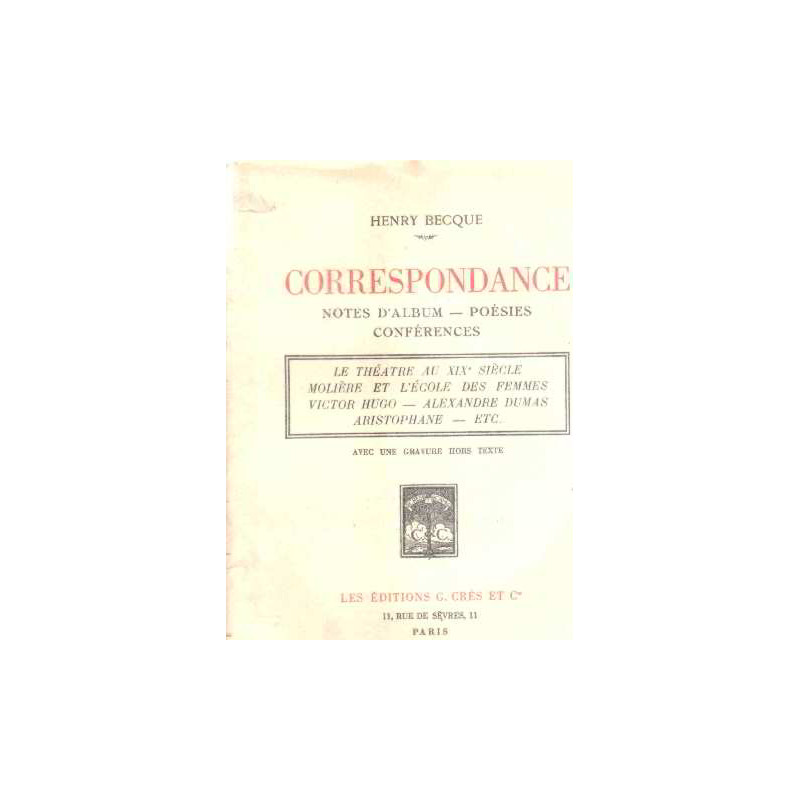 HENRY BECQUE
CORRESPONDANCE
NOTES D'ALBUM — POÉSIES
CONFÉRENCES
LE THÉATRE AU XIXe SIÈCLE
MOLIÈRE ET L'ÉCOLE DES FEMMES
VICTOR HUGO — ALEXANDRE DUMAS
ARISTOPHANE — ETC.
AVEC UNE GRAVURE HORS TEXTE
C & C
LES ÉDITIONS G. CRÈS ET Cie
11, RUE DE SÈVRES, 11
PARIS